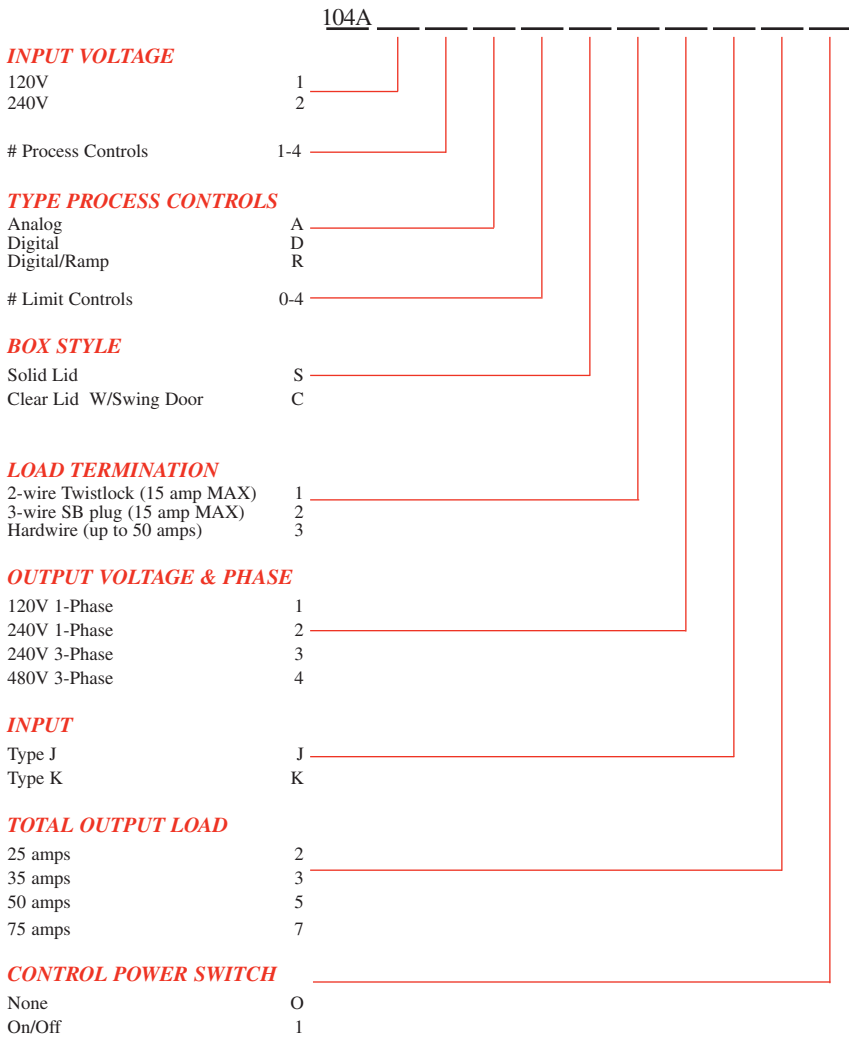 104A
INPUT VOLTAGE
120V 1
240V 2
# Process Controls 1-4
TYPE PROCESS CONTROLS
Analog A
Digital D
Digital/Ramp R
# Limit Controls 0-4
BOX STYLE
Solid Lid S
Clear Lid W/Swing Door C
LOAD TERMINATION
2-wire Twistlock (15 amp MAX) 1
3-wire SB plug (15 amp MAX) 2
Hardwire (up to 50 amps) 3
OUTPUT VOLTAGE & PHASE
120V 1-Phase 1
240V 1-Phase 2
240V 3-Phase 3
480V 3-Phase 4
INPUT
Type J J
Type K K
TOTAL OUTPUT LOAD
25 amps 2
35 amps 3
50 amps 5
75 amps 7
CONTROL POWER SWITCH
None O
On/Off 1